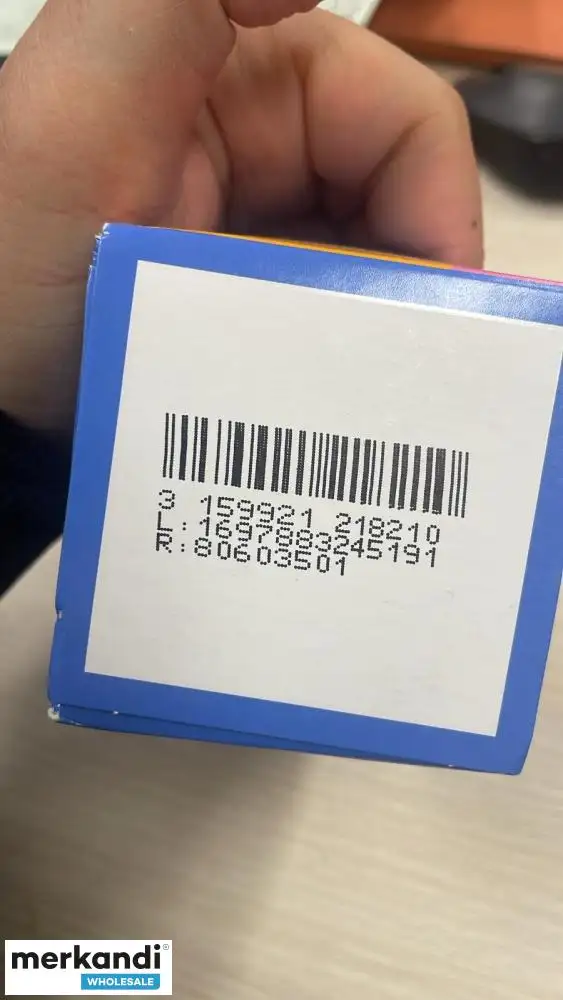 3 159921 218210
L:1697883245191
R:80603501
merkandi®
WHOLESALE